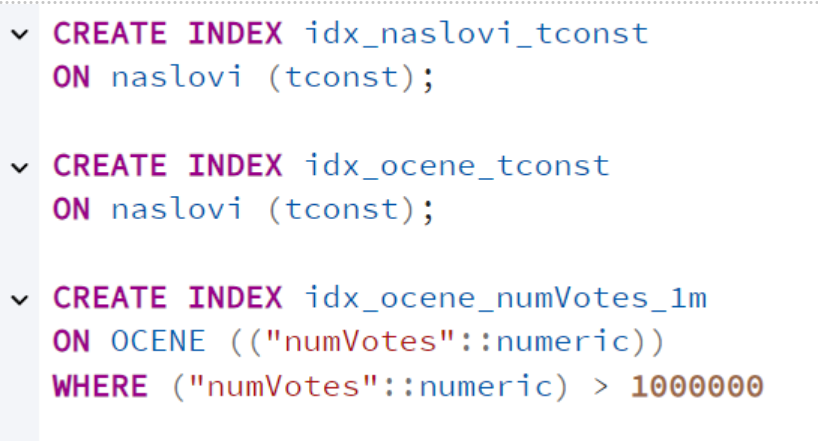 CREATE INDEX idx_naslovi_tconst
ON naslovi (tconst);
CREATE INDEX idx_ocene_tconst
ON naslovi (tconst);
CREATE INDEX idx_ocene_numVotes_1m
ON OCENE (("numVotes"::numeric))
WHERE ("numVotes"::numeric) > 1000000